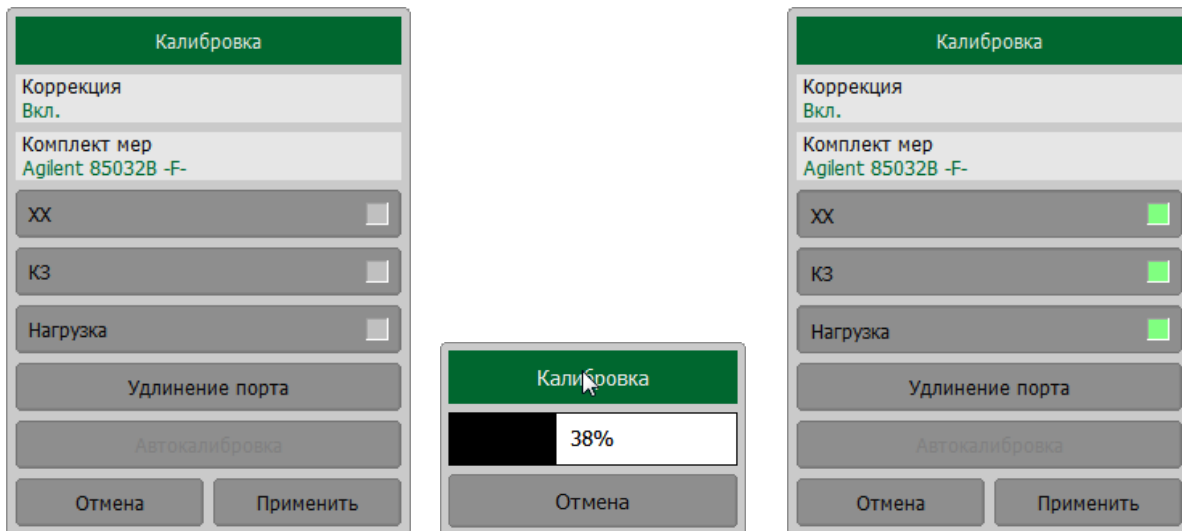 Калибровка
Коррекция
Вкл.
Комплект мер
Agilent 85032B -F-
ХХ
КЗ
Нагрузка
Удлинение порта
Автокалибровка
Отмена
Применить
Калибровка
38%
Отмена
Калибровка
Коррекция
Вкл.
Комплект мер
Agilent 85032B -F-
ХХ
КЗ
Нагрузка
Удлинение порта
Автокалибровка
Отмена
Применить